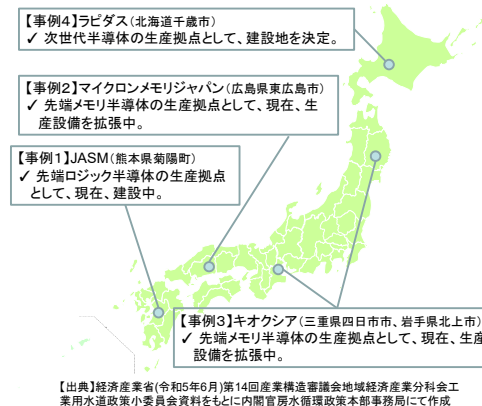 【事例4】ラピダス(北海道千歳市)
✓ 次世代半導体の生産拠点として、建設地を決定。
【事例2】マイクロンメモリジャパン(広島県東広島市)
✓ 先端メモリ半導体の生産拠点として、現在、生
産設備を拡張中。
【事例1】JASM(熊本県菊陽町)
✓ 先端ロジック半導体の生産拠点
として、現在、建設中。
【事例3】キオクシア(三重県四日市市、岩手県北上市)
✓ 先端メモリ半導体の生産拠点として、現在、生産
設備を拡張中。
【出典】経済産業省(令和5年6月)第14回産業構造審議会地域経済産業分科会工
業用水道政策小委員会資料をもとに内閣官房水循環政策本部事務局にて作成